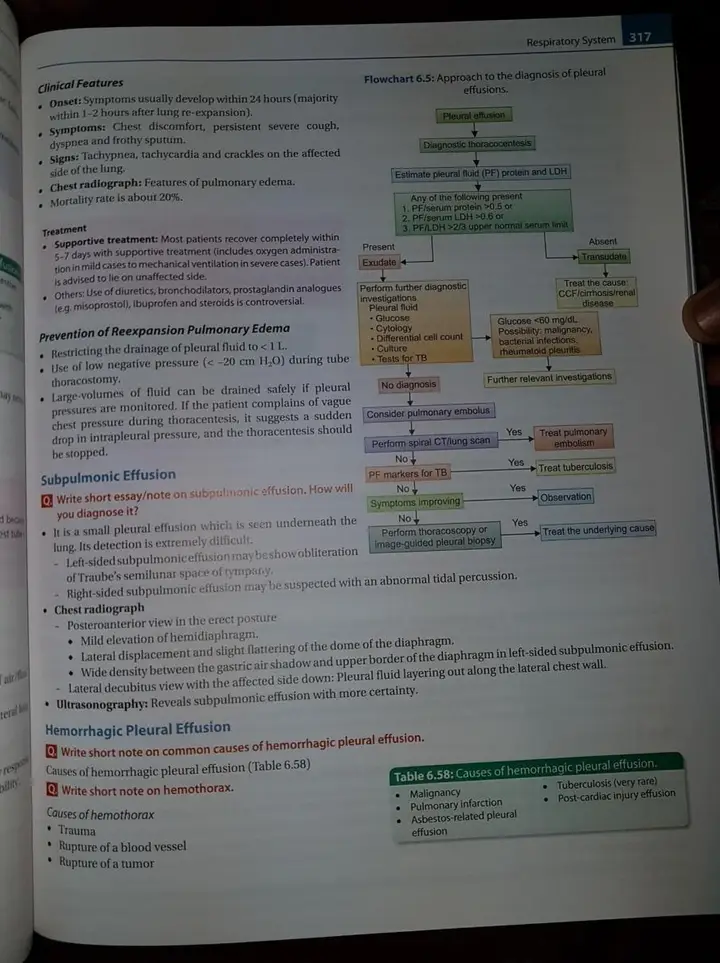 Respiratory System 317
Clinical Features
• Onset: Symptoms usually develop within 24 hours (majority
within 1–2 hours after lung re-expansion).
• Symptoms: Chest discomfort, persistent severe cough,
dyspnea and frothy sputum.
• Signs: Tachypnea, tachycardia and crackles on the affected
side of the lung.
• Chest radiograph: Features of pulmonary edema.
• Mortality rate is about 20%.
Treatment
• Supportive treatment: Most patients recover completely within
5–7 days with supportive treatment (includes oxygen administra-
tion in mild cases to mechanical ventilation in severe cases). Patient
is advised to lie on unaffected side.
• Others: Use of diuretics, bronchodilators, prostaglandin analogues
(e.g. misoprostol), ibuprofen and steroids is controversial.
Prevention of Reexpansion Pulmonary Edema
• Restricting the drainage of pleural fluid to < 1 L.
• Use of low negative pressure (< –20 cm H₂O) during tube
thoracostomy.
• Large-volumes of fluid can be drained safely if pleural
pressures are monitored. If the patient complains of vague
chest pressure during thoracentesis, it suggests a sudden
drop in intrapleural pressure, and the thoracentesis should
be stopped.
Subpulmonic Effusion
Q. Write short essay/note on subpulmonic effusion. How will
you diagnose it?
• It is a small pleural effusion which is seen underneath the
lung. Its detection is extremely difficult.
- Left-sided subpulmonic effusion may be show obliteration
of Traube's semilunar space of tympany.
- Right-sided subpulmonic effusion may be suspected with an abnormal tidal percussion.
• Chest radiograph
- Posteroanterior view in the erect posture
• Mild elevation of hemidiaphragm.
• Lateral displacement and slight flattering of the dome of the diaphragm.
• Wide density between the gastric air shadow and upper border of the diaphragm in left-sided subpulmonic effusion.
- Lateral decubitus view with the affected side down: Pleural fluid layering out along the lateral chest wall.
• Ultrasonography: Reveals subpulmonic effusion with more certainty.
Flowchart 6.5: Approach to the diagnosis of pleural
effusions.
Pleural effusion
Diagnostic thoracocentesis
Estimate pleural fluid (PF) protein and LDH
Any of the following present
1. PF/serum protein >0.5 or
2. PF/serum LDH >0.6 or
3. PF/LDH >2/3 upper normal serum limit
Present
Absent
Exudate
Transudate
Perform further diagnostic
investigations
Pleural fluid
• Glucose
• Cytology
• Differential cell count
• Culture
• Tests for TB
Treat the cause:
CCF/cirrhosis/renal
disease
Glucose <60 mg/dL
Possibility: malignancy,
bacterial infections,
rheumatoid pleuritis
Further relevant investigations
No diagnosis
Consider pulmonary embolus
Perform spiral CT/lung scan
Yes
Treat pulmonary
embolism
No
PF markers for TB
Yes
Treat tuberculosis
No
Symptoms improving
Yes
Observation
No
Perform thoracoscopy or
image-guided pleural biopsy
Yes
Treat the underlying cause
Hemorrhagic Pleural Effusion
Q. Write short note on common causes of hemorrhagic pleural effusion.
Causes of hemorrhagic pleural effusion (Table 6.58)
Q. Write short note on hemothorax.
Causes of hemothorax
• Trauma
• Rupture of a blood vessel
• Rupture of a tumor
Table 6.58: Causes of hemorrhagic pleural effusion.
• Malignancy
• Pulmonary infarction
• Asbestos-related pleural
effusion
• Tuberculosis (very rare)
• Post-cardiac injury effusion